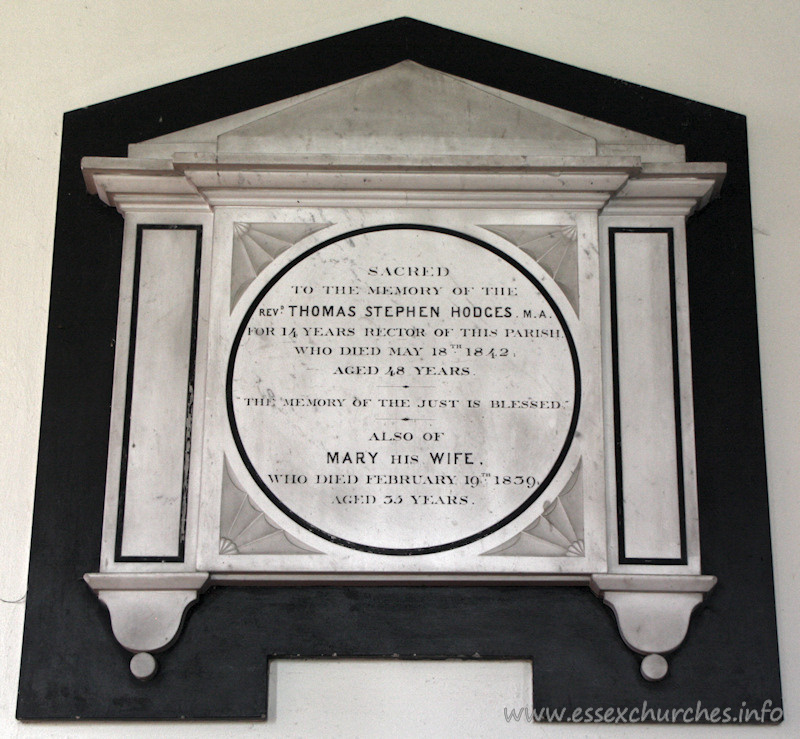 SACRED
TO THE MEMORY OF THE
REVD. THOMAS STEPHEN HODGES. M.A.
FOR 14 YEARS RECTOR OF THIS PARISH,
WHO DIED MAY 18TH. 1842,
AGED 48 YEARS.
"THE MEMORY OF THE JUST IS BLESSED."
ALSO OF
MARY HIS WIFE,
WHO DIED FEBRUARY 19TH. 1839,
AGED 35 YEARS.
www.essexchurches.info